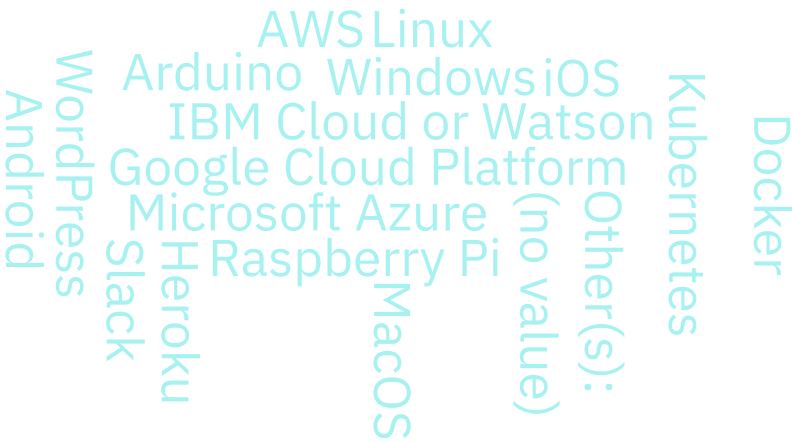 AWS
Linux
Arduino
Windows
iOS
IBM Cloud or Watson
Google Cloud Platform
Microsoft Azure
Raspberry Pi
Android
WordPress
Slack
Heroku
MacOS
(no value)
Other(s):
Kubernetes
Docker